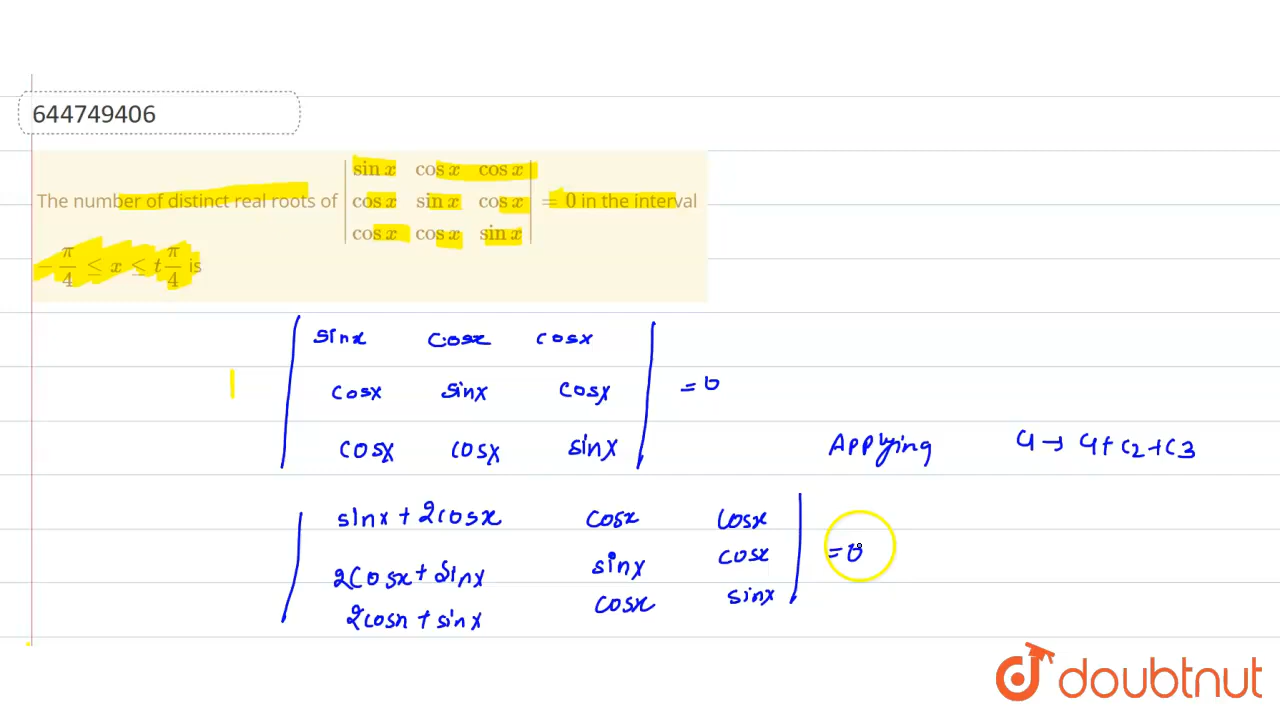 644749406
The number of distinct real roots of | sin x cos x cos x |
| cos x sin x cos x | = 0 in the interval
| cos x cos x sin x |
−π/4 ≤ x ≤ tπ/4 is
| sinx cosx cosx |
| cosx sinx cosx | = 0
| cosx cosx sinx |
Applying C1 → C1 + C2 + C3
| sinx + 2cosx cosx cosx |
| 2cosx + sinx sinx cosx | = 0
| 2cosx + sinx cosx sinx |
doubtnut